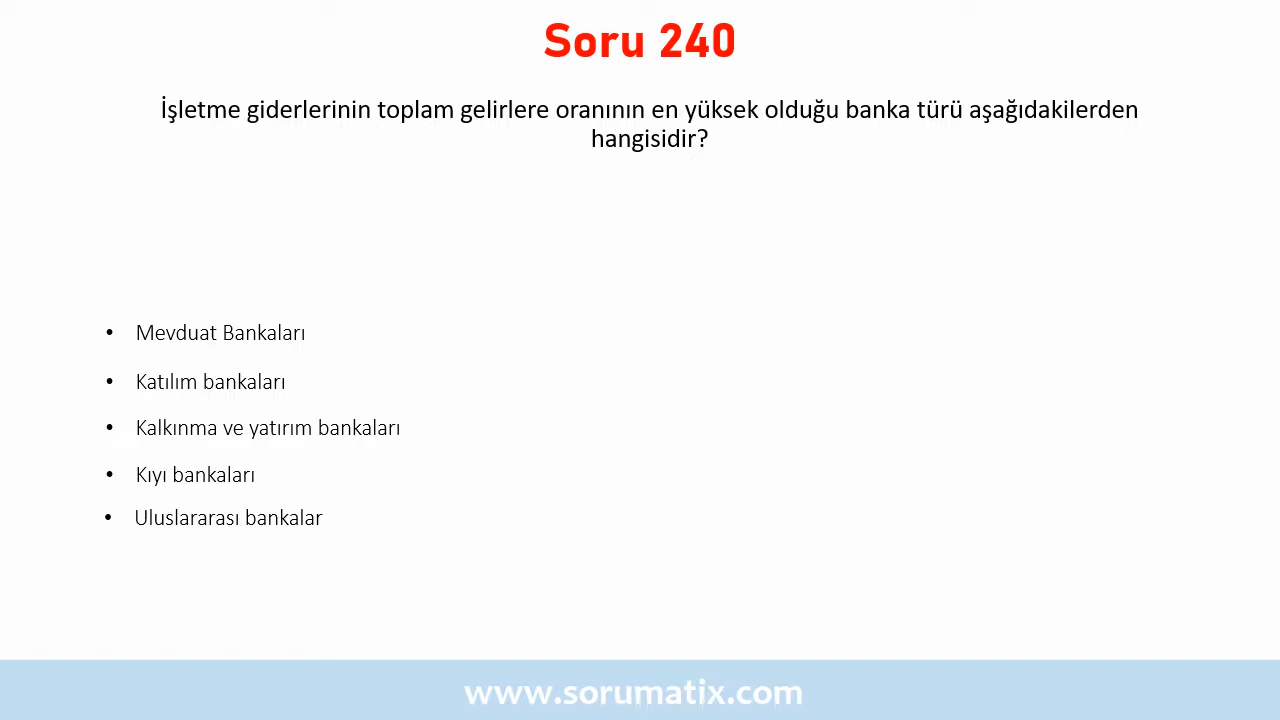 Soru 240
İşletme giderlerinin toplam gelirlere oranının en yüksek olduğu banka türü aşağıdakilerden
hangisidir?
• Mevduat Bankaları
• Katılım bankaları
• Kalkınma ve yatırım bankaları
• Kıyı bankaları
• Uluslararası bankalar
www.sorumatix.com